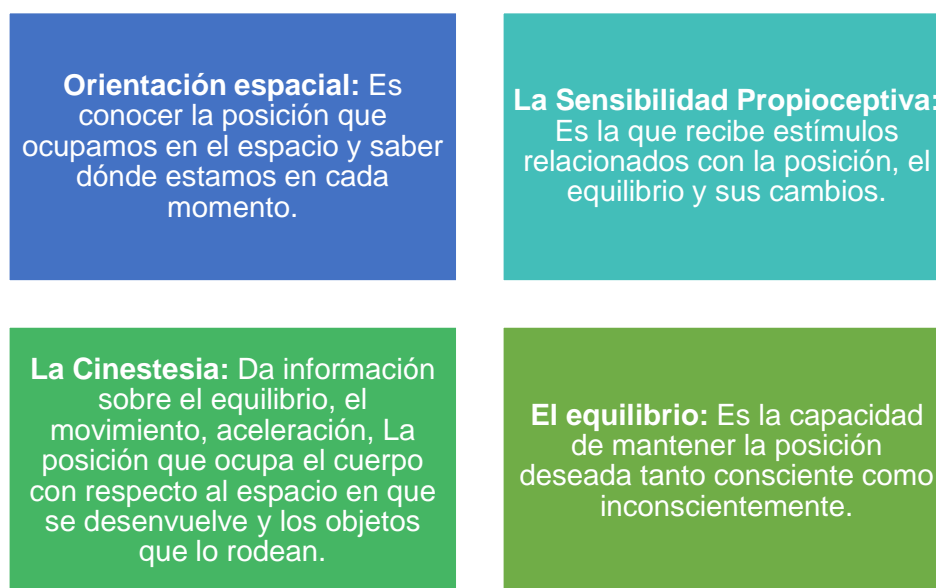 Orientación espacial: Es
conocer la posición que
ocupamos en el espacio y saber
dónde estamos en cada
momento.
La Sensibilidad Propioceptiva:
Es la que recibe estímulos
relacionados con la posición, el
equilibrio y sus cambios.
La Cinestesia: Da información
sobre el equilibrio, el
movimiento, aceleración, La
posición que ocupa el cuerpo
con respecto al espacio en que
se desenvuelve y los objetos
que lo rodean.
El equilibrio: Es la capacidad
de mantener la posición
deseada tanto consciente como
inconscientemente.